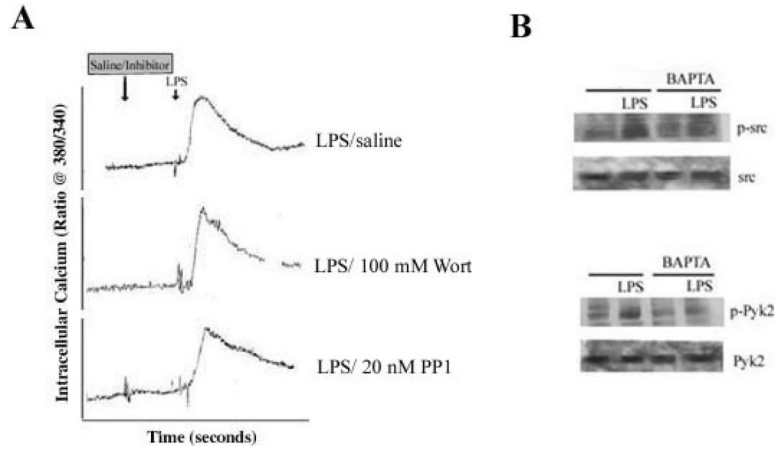 A
Saline/Inhibitor
LPS
Intracellular Calcium (Ratio @ 380/340)
LPS/saline
LPS/ 100 mM Wort
LPS/ 20 nM PP1
Time (seconds)
B
BAPTA
LPS LPS
p-src
src
BAPTA
LPS LPS
p-Pyk2
Pyk2